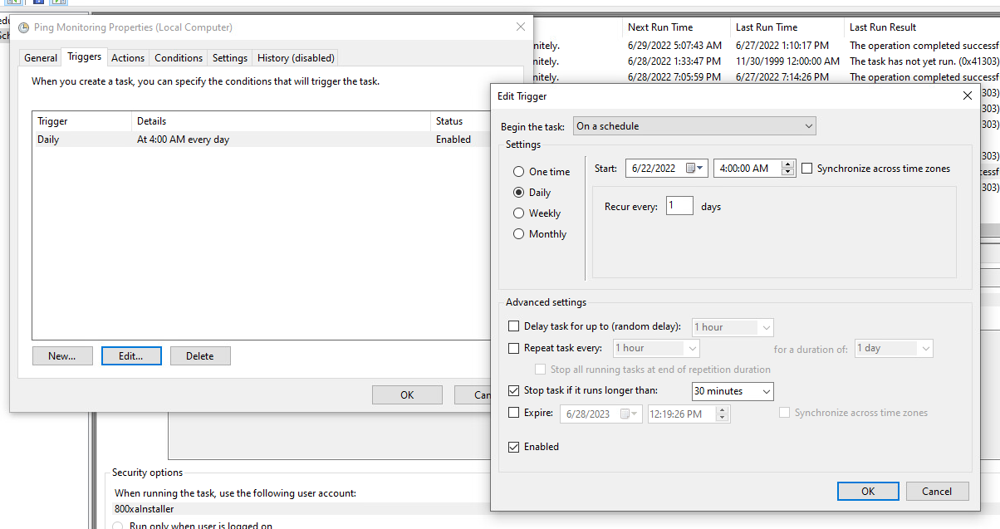 Ping Monitoring Properties (Local Computer)
General Triggers Actions Conditions Settings History (disabled)
When you create a task, you can specify the conditions that will trigger the task.
Trigger Details Status
Daily At 4:00 AM every day Enabled
New... Edit... Delete
OK
Next Run Time Last Run Time Last Run Result
nitely. 6/29/2022 5:07:43 AM 6/27/2022 1:10:17 PM The operation completed successf
nitely. 6/28/2022 1:33:47 PM 11/30/1999 12:00:00 AM The task has not yet run. (0x41303)
6/28/2022 7:05:59 PM 6/27/2022 7:14:26 PM The operation completed successf
303)
303)
303)
303)
essf
303)
Edit Trigger
Begin the task: On a schedule
Settings
One time
Daily
Weekly
Monthly
Start: 6/22/2022 4:00:00 AM Synchronize across time zones
Recur every: 1 days
Advanced settings
Delay task for up to (random delay): 1 hour
Repeat task every: 1 hour for a duration of: 1 day
Stop all running tasks at end of repetition duration
Stop task if it runs longer than: 30 minutes
Expire: 6/28/2023 12:19:26 PM Synchronize across time zones
Enabled
OK Cancel
Security options
When running the task, use the following user account:
800xaInstaller
Run only when user is logged on